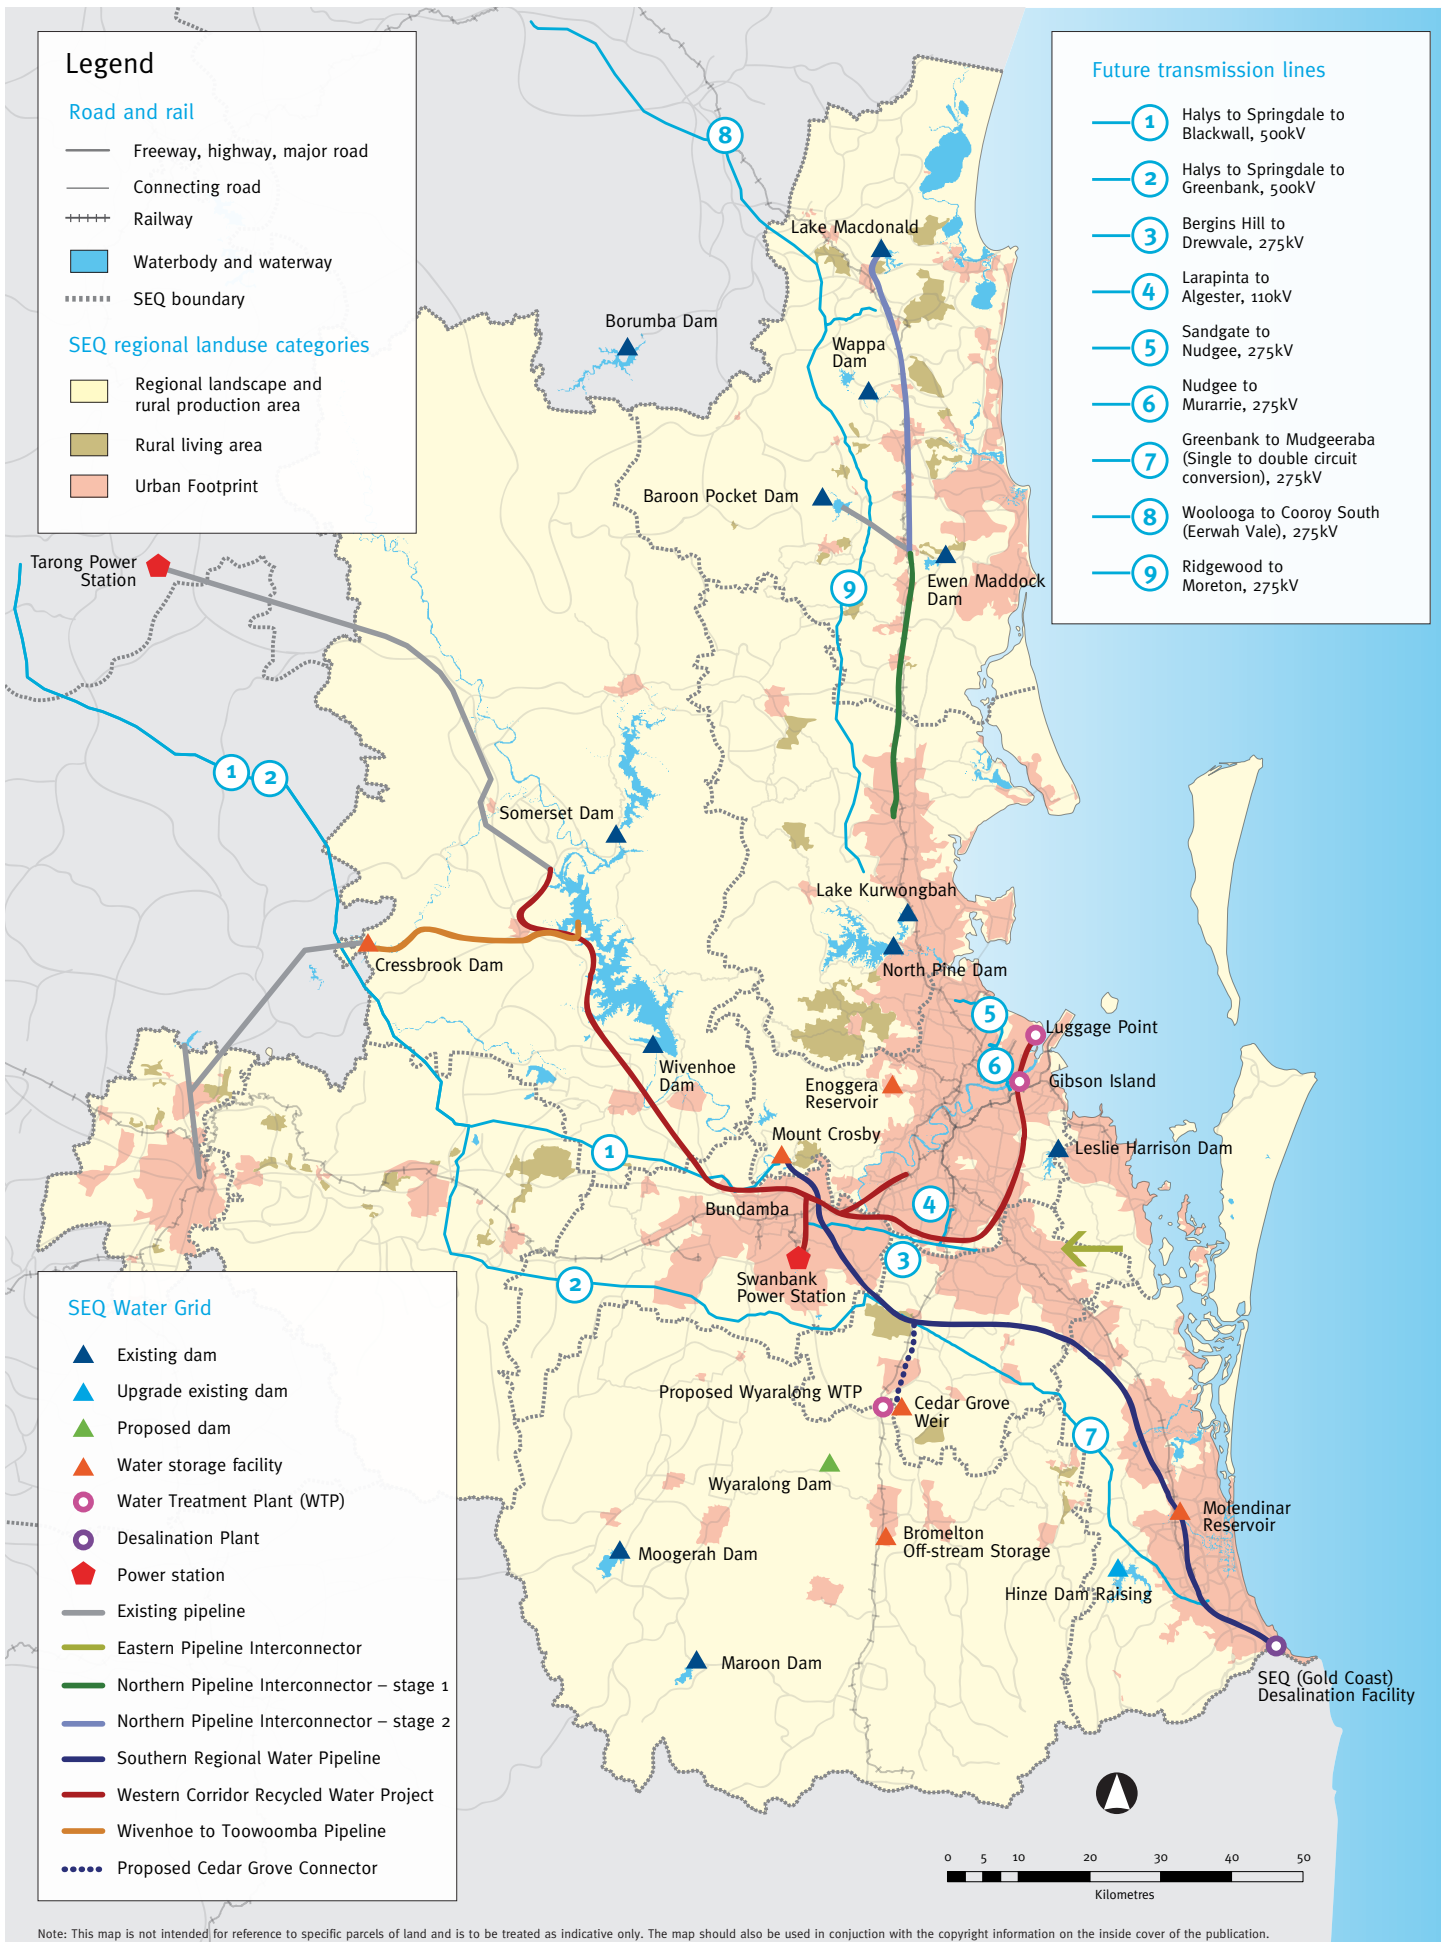 Legend
Road and rail
Freeway, highway, major road
Connecting road
Railway
Waterbody and waterway
SEQ boundary
SEQ regional landuse categories
Regional landscape and
rural production area
Rural living area
Urban Footprint
Future transmission lines
1 Halys to Springdale to
Blackwall, 500kV
2 Halys to Springdale to
Greenbank, 500kV
3 Bergins Hill to
Drewvale, 275kV
4 Larapinta to
Algester, 110kV
5 Sandgate to
Nudgee, 275kV
6 Nudgee to
Murarrie, 275kV
7 Greenbank to Mudgeeraba
(Single to double circuit
conversion), 275kV
8 Woolooga to Cooroy South
(Eerwah Vale), 275kV
9 Ridgewood to
Moreton, 275kV
8
Lake Macdonald
Borumba Dam
Wappa
Dam
Baroon Pocket Dam
Tarong Power
Station
Ewen Maddock
Dam
9
1
2
Somerset Dam
Lake Kurwongbah
Cressbrook Dam
North Pine Dam
5
Luggage Point
6
Gibson Island
Wivenhoe
Dam
Enoggera
Reservoir
Mount Crosby
1
Leslie Harrison Dam
Bundamba
4
3
Swanbank
Power Station
2
Proposed Wyaralong WTP
Cedar Grove
Weir
7
Wyaralong Dam
Molendinar
Reservoir
Bromelton
Off-stream Storage
Moogerah Dam
Hinze Dam Raising
Maroon Dam
SEQ (Gold Coast)
Desalination Facility
SEQ Water Grid
Existing dam
Upgrade existing dam
Proposed dam
Water storage facility
Water Treatment Plant (WTP)
Desalination Plant
Power station
Existing pipeline
Eastern Pipeline Interconnector
Northern Pipeline Interconnector – stage 1
Northern Pipeline Interconnector – stage 2
Southern Regional Water Pipeline
Western Corridor Recycled Water Project
Wivenhoe to Toowoomba Pipeline
Proposed Cedar Grove Connector
0 5 10 20 30 40 50
Kilometres
Note: This map is not intended for reference to specific parcels of land and is to be treated as indicative only. The map should also be used in conjuction with the copyright information on the inside cover of the publication.